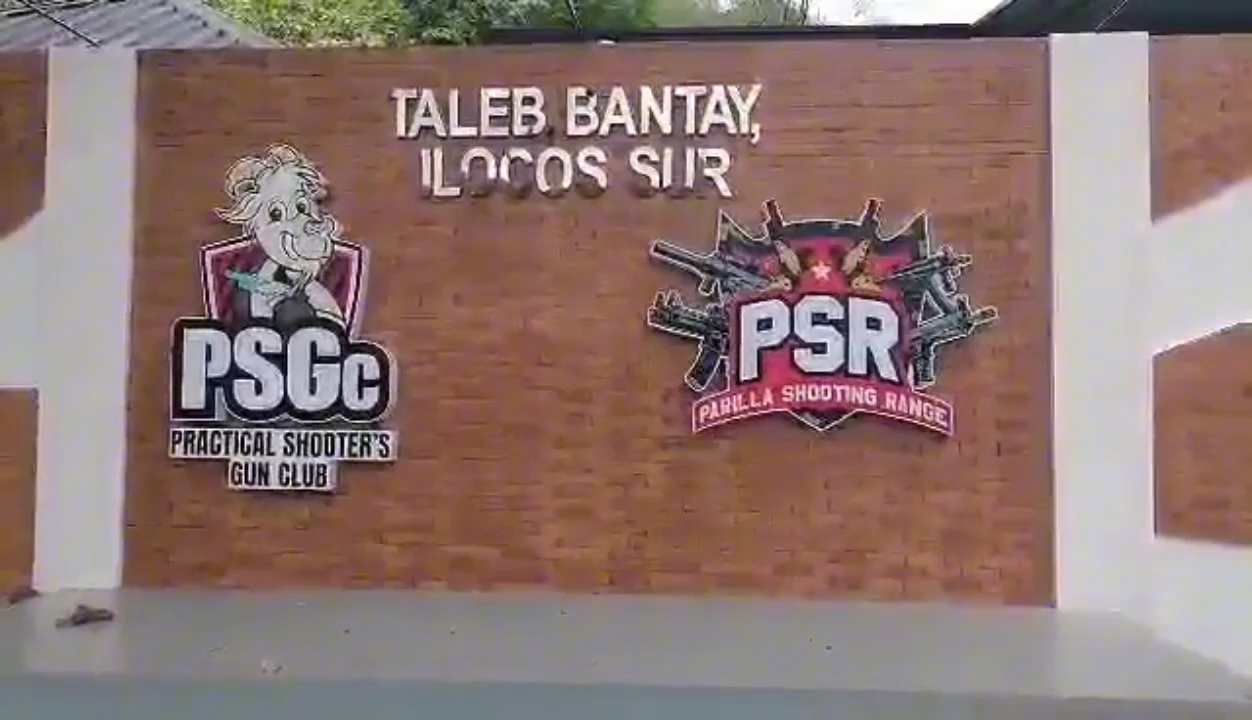 TALEB, BANTAY,
ILOCOS SUR
PSGc
PRACTICAL SHOOTER'S
GUN CLUB
PSR
PARILLA SHOOTING RANGE